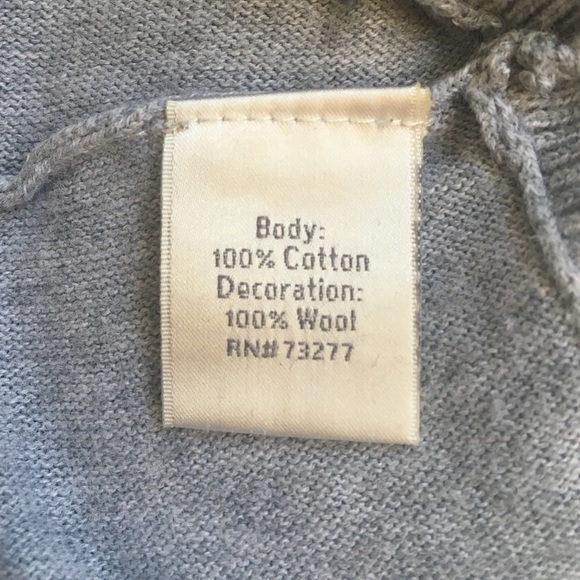 Body:
100% Cotton
Decoration:
100% Wool
RN# 73277